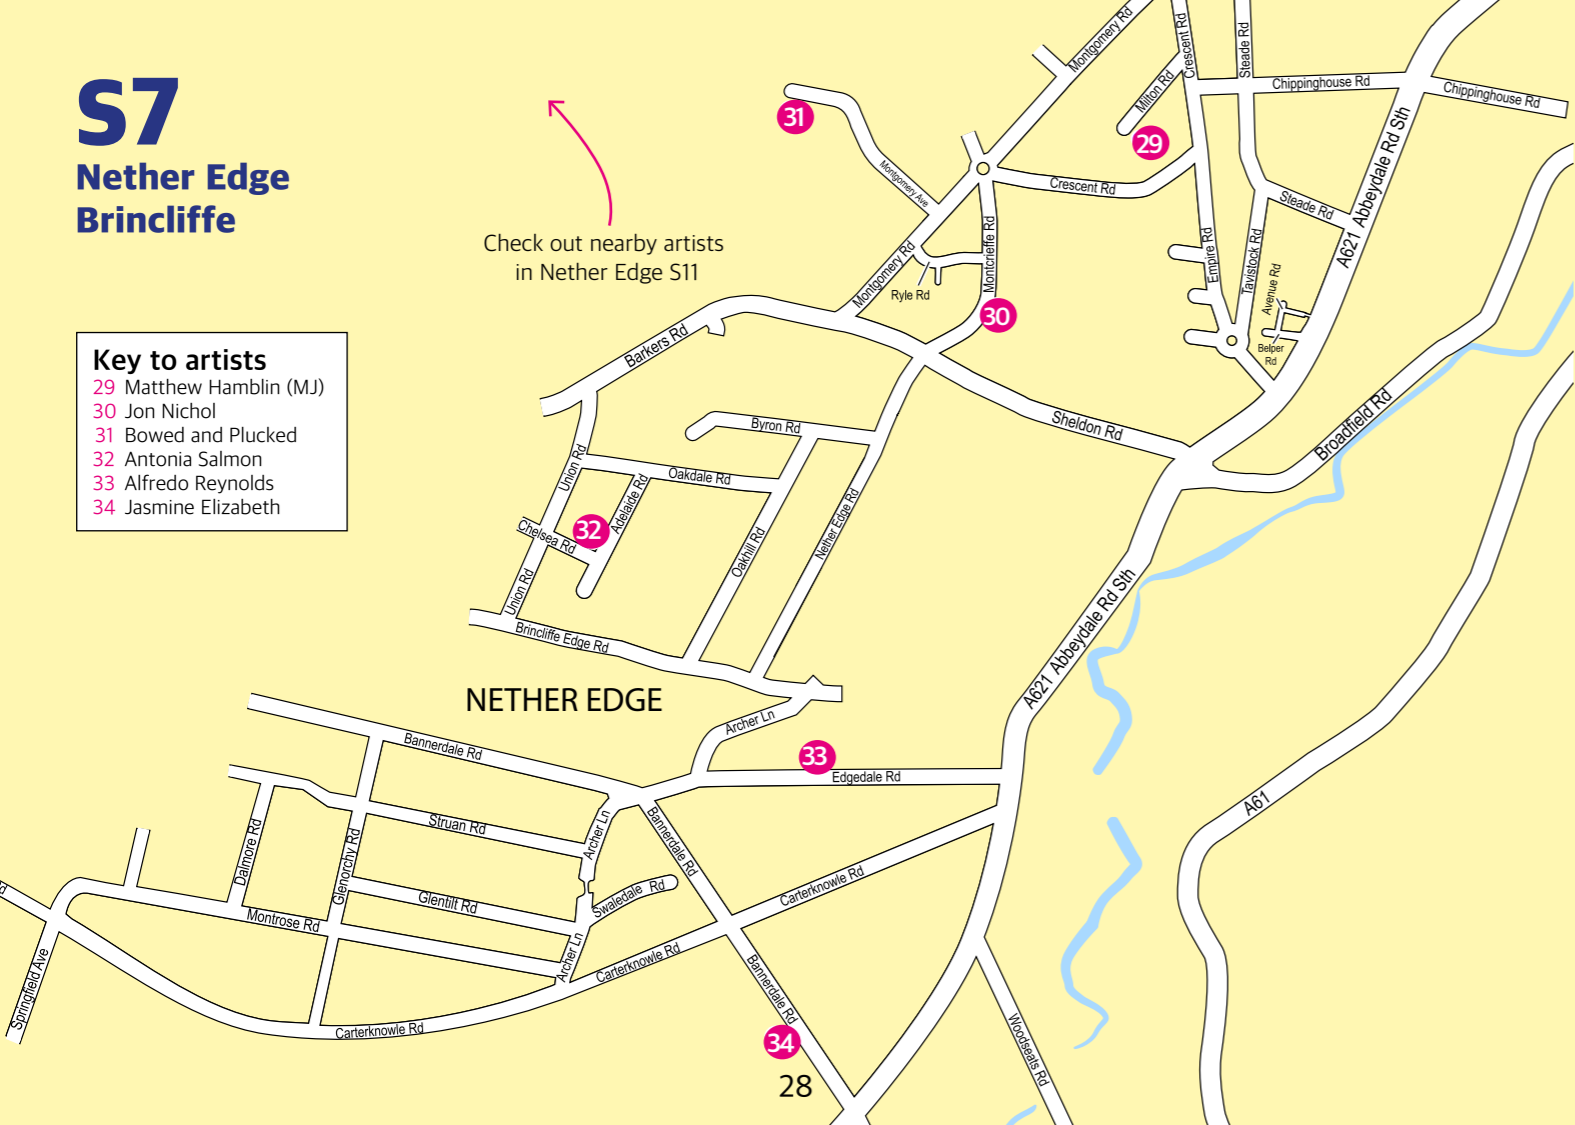 S7
Nether Edge
Brincliffe
Check out nearby artists
in Nether Edge S11
Key to artists
29 Matthew Hamblin (MJ)
30 Jon Nichol
31 Bowed and Plucked
32 Antonia Salmon
33 Alfredo Reynolds
34 Jasmine Elizabeth
Montgomery Rd
Crescent Rd
Steade Rd
Chippinghouse Rd
Chippinghouse Rd
Milton Rd
31
29
Montgomery Ave
Crescent Rd
Steade Rd
A621 Abbeydale Rd Sth
Montgomery Rd
Ryle Rd
Montcrieffe Rd
Empire Rd
Tavistock Rd
Avenue Rd
Belper
Rd
30
Barkers Rd
Sheldon Rd
Broadfield Rd
Byron Rd
Union Rd
Oakdale Rd
Adelaide Rd
32
Chelsea Rd
Oakhill Rd
Nether Edge Rd
Union Rd
Brincliffe Edge Rd
A621 Abbeydale Rd Sth
NETHER EDGE
Archer Ln
Bannerdale Rd
33
Edgedale Rd
A61
Struan Rd
Archer Ln
Bannerdale Rd
Dalmore Rd
Glenorchy Rd
Glentilt Rd
Swaledale Rd
Carterknowle Rd
Montrose Rd
Archer Ln
Carterknowle Rd
Bannerdale Rd
Springfield Ave
Carterknowle Rd
34
Woodseats Rd
28